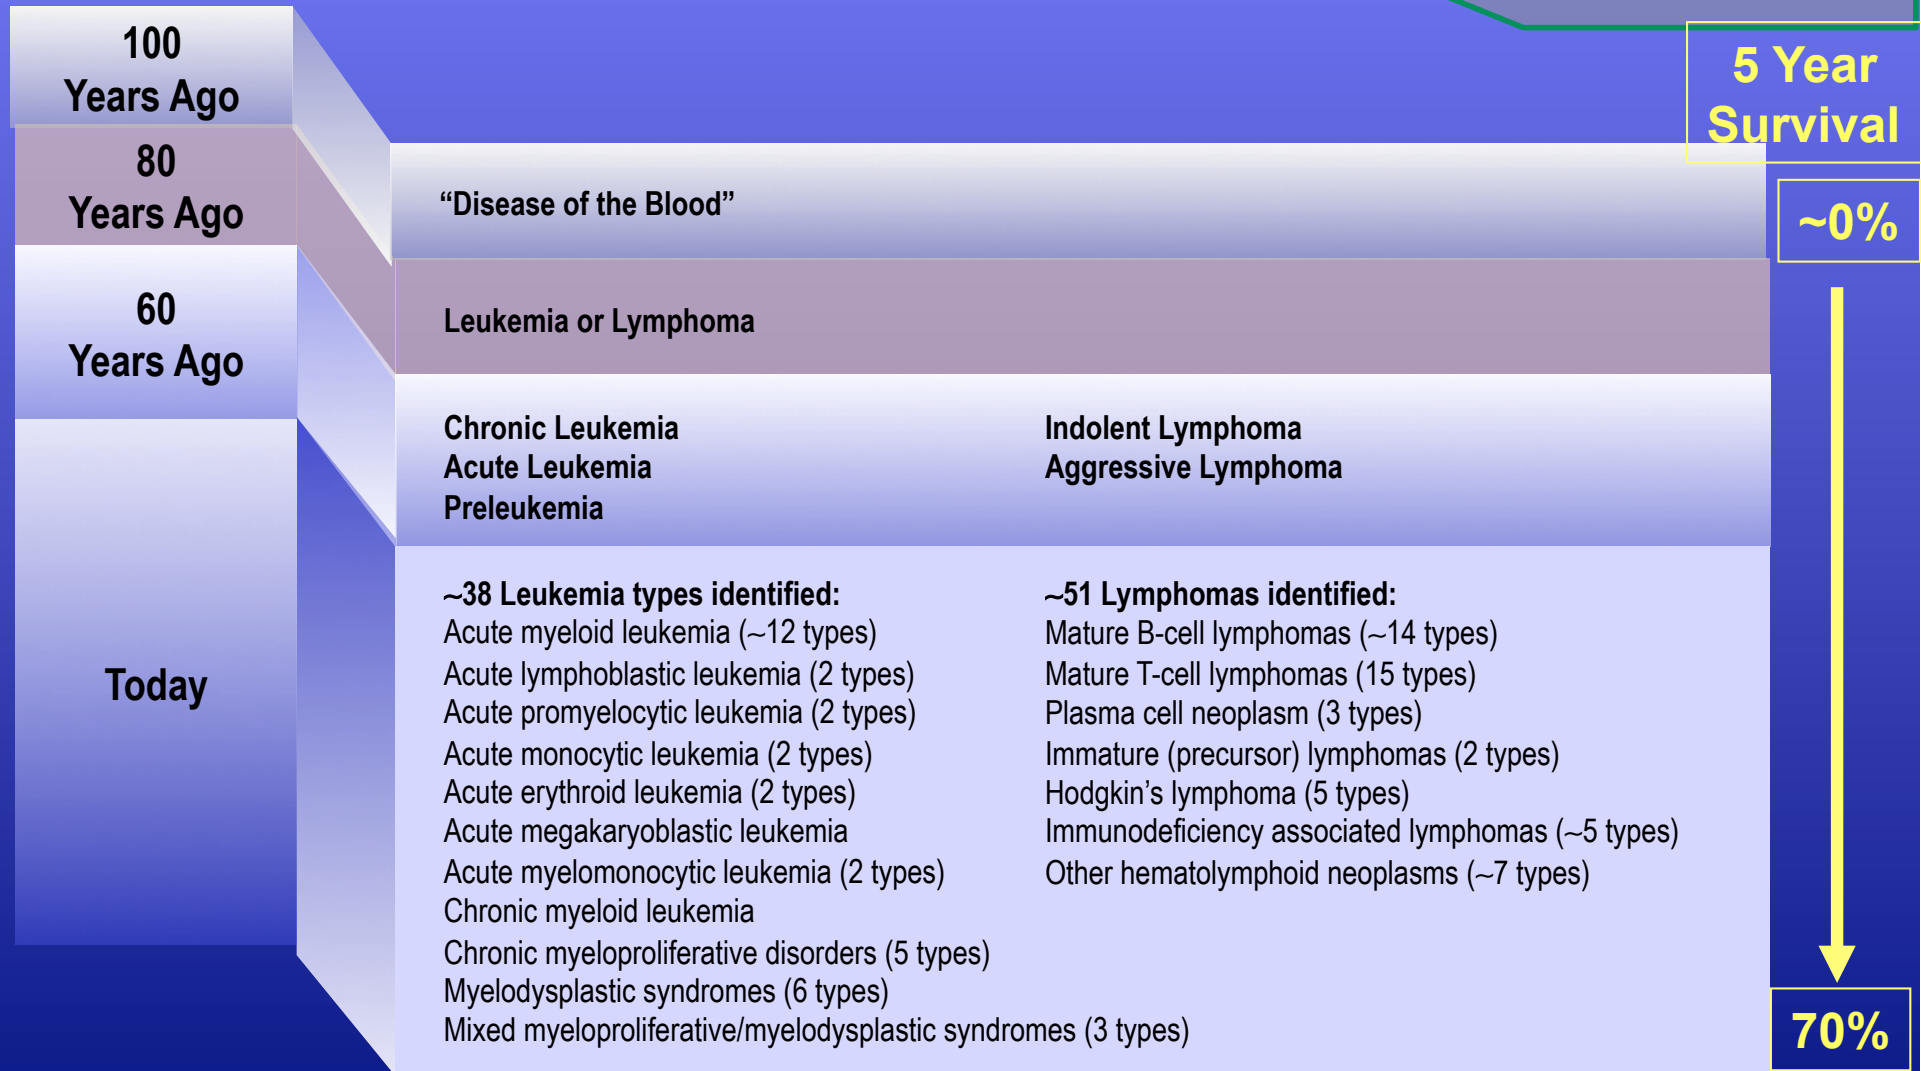 100
Years Ago
5 Year
Survival
80
Years Ago
“Disease of the Blood”
~0%
60
Years Ago
Leukemia or Lymphoma
Chronic Leukemia
Acute Leukemia
Preleukemia
Indolent Lymphoma
Aggressive Lymphoma
Today
~38 Leukemia types identified:
Acute myeloid leukemia (~12 types)
Acute lymphoblastic leukemia (2 types)
Acute promyelocytic leukemia (2 types)
Acute monocytic leukemia (2 types)
Acute erythroid leukemia (2 types)
Acute megakaryoblastic leukemia
Acute myelomonocytic leukemia (2 types)
Chronic myeloid leukemia
Chronic myeloproliferative disorders (5 types)
Myelodysplastic syndromes (6 types)
Mixed myeloproliferative/myelodysplastic syndromes (3 types)
~51 Lymphomas identified:
Mature B-cell lymphomas (~14 types)
Mature T-cell lymphomas (15 types)
Plasma cell neoplasm (3 types)
Immature (precursor) lymphomas (2 types)
Hodgkin’s lymphoma (5 types)
Immunodeficiency associated lymphomas (~5 types)
Other hematolymphoid neoplasms (~7 types)
70%